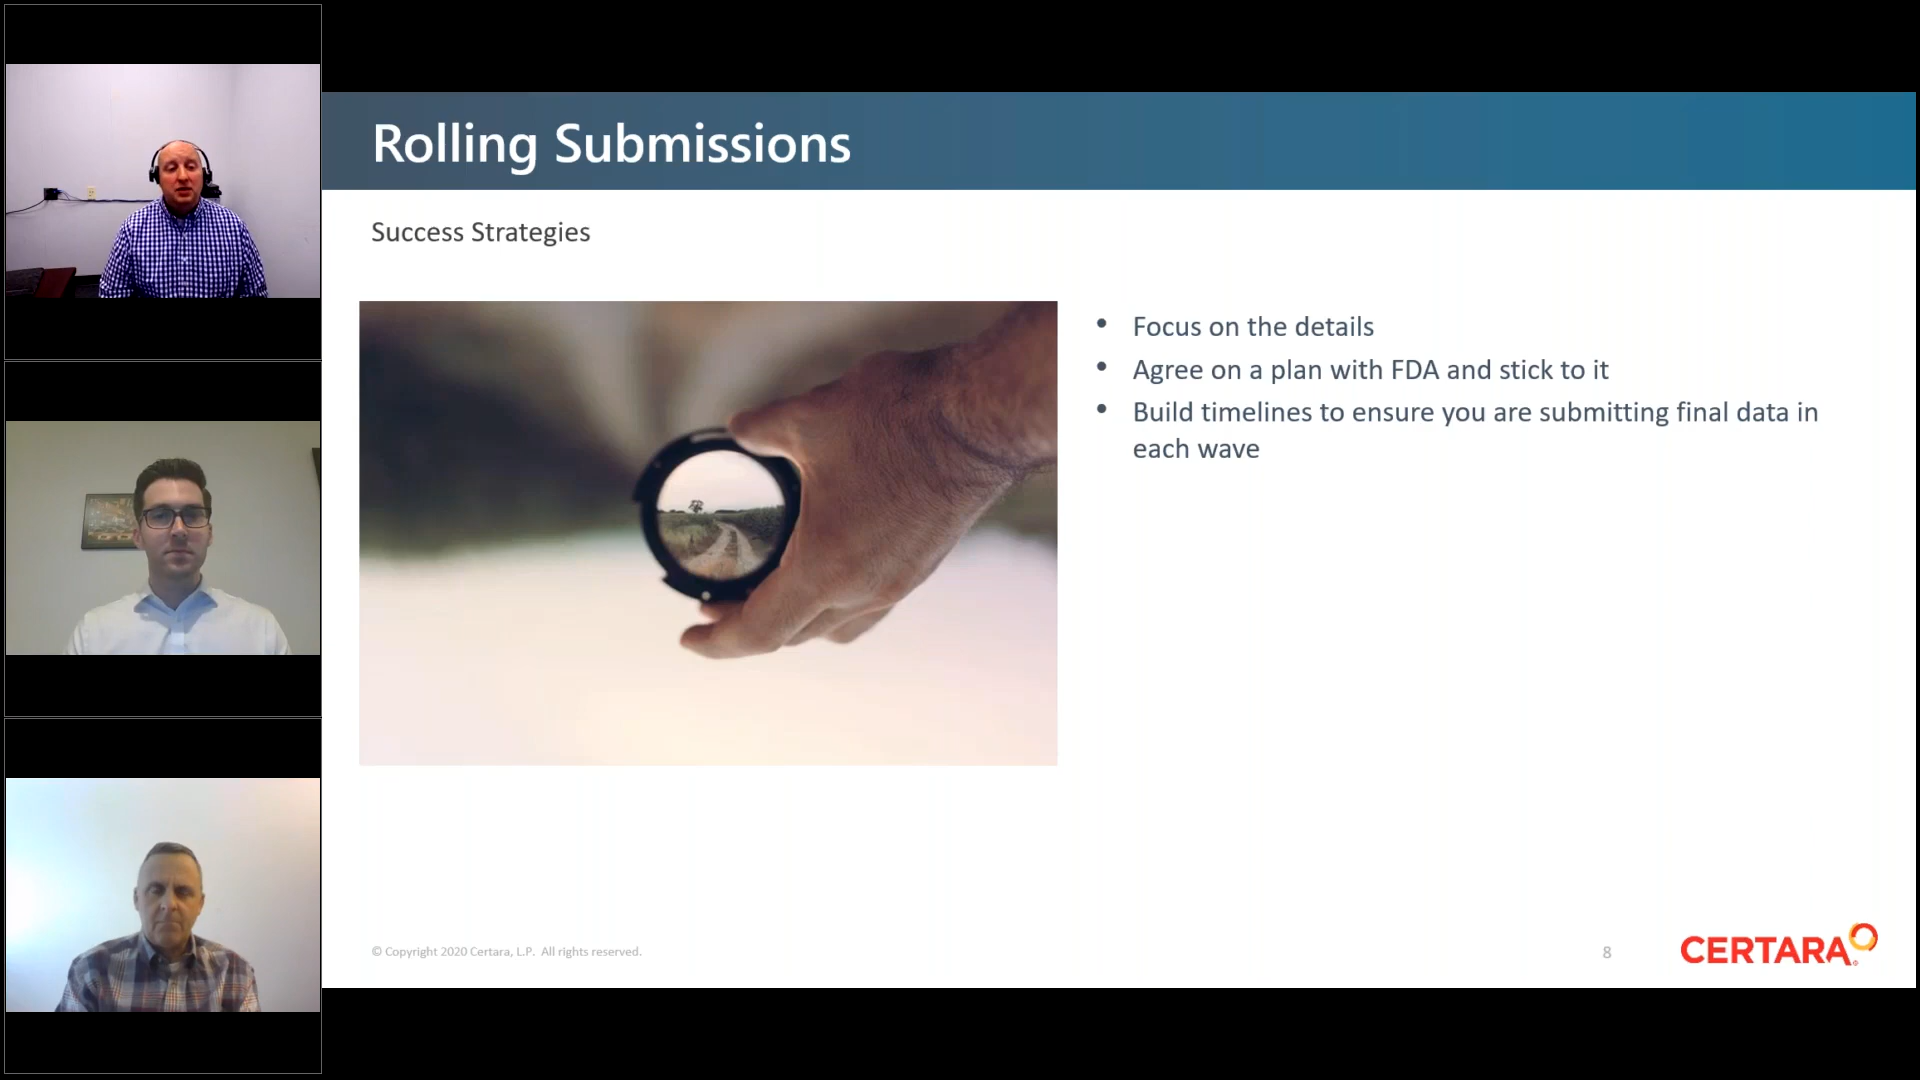 Rolling Submissions
Success Strategies
• Focus on the details
• Agree on a plan with FDA and stick to it
• Build timelines to ensure you are submitting final data in
each wave
© Copyright 2020 Certara, L.P. All rights reserved.
8
CERTARA